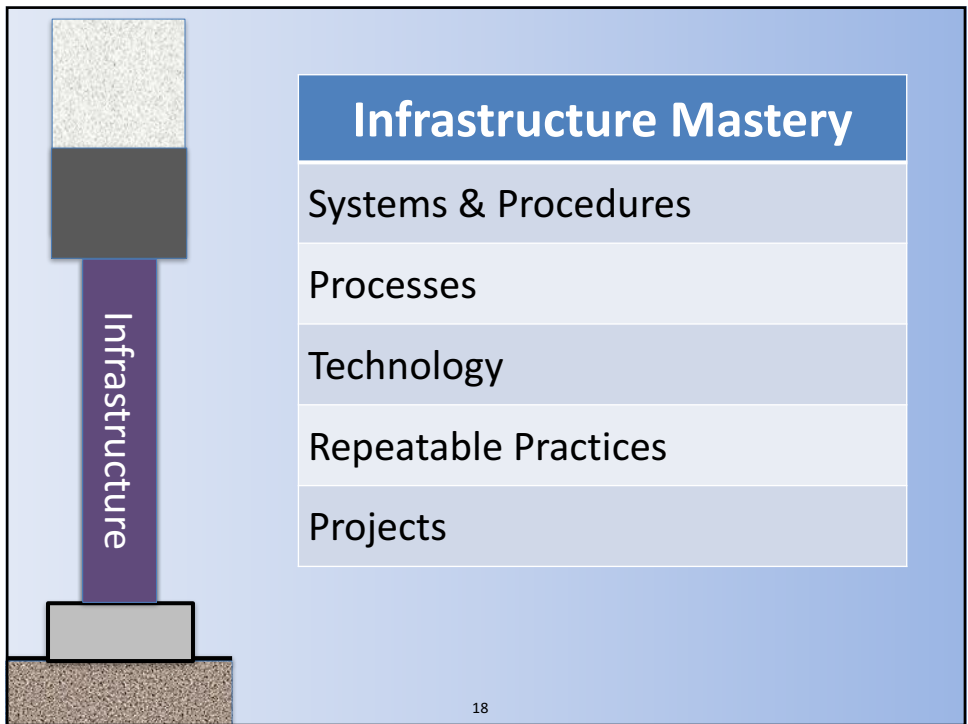 Infrastructure
Infrastructure Mastery
Systems & Procedures
Processes
Technology
Repeatable Practices
Projects
18